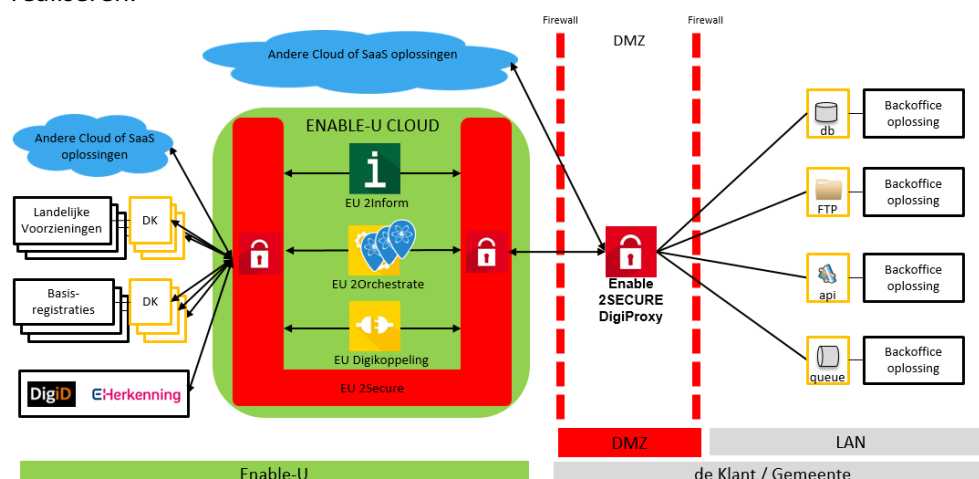 realiseren.
Firewall
Firewall
DMZ
Andere Cloud of SaaS oplossingen
Andere Cloud of SaaS
oplossingen
ENABLE-U CLOUD
EU 2Inform
EU 2Orchestrate
EU Digikoppeling
EU 2Secure
Landelijke
Voorzieningen
DK
Basis-
registraties
DK
DigiD
eHerkenning
Enable
2SECURE
DigiProxy
db
Backoffice
oplossing
FTP
Backoffice
oplossing
api
Backoffice
oplossing
queue
Backoffice
oplossing
DMZ
LAN
Enable-U
de Klant / Gemeente